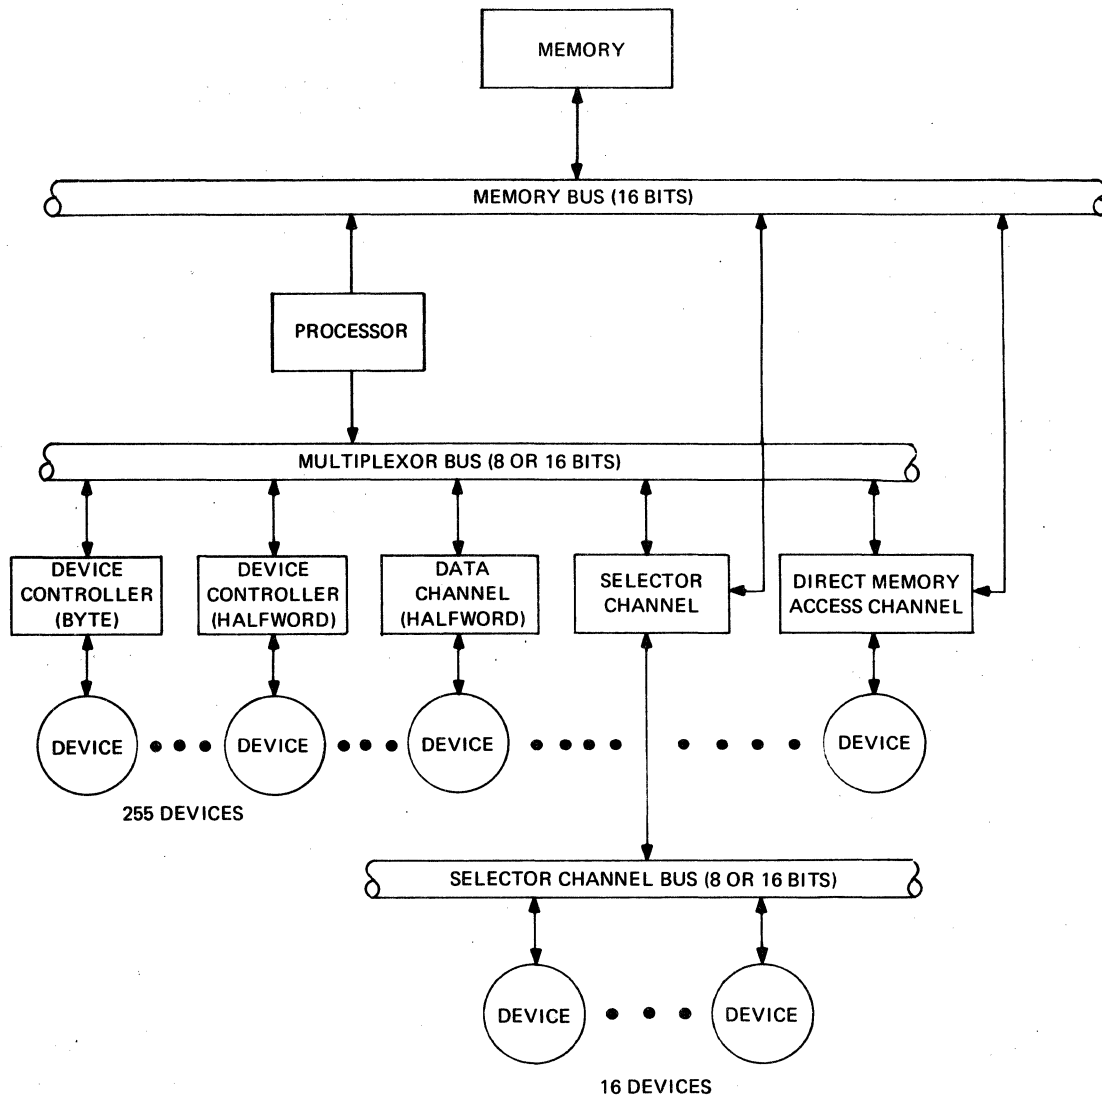 MEMORY
MEMORY BUS (16 BITS)
PROCESSOR
MULTIPLEXOR BUS (8 OR 16 BITS)
DEVICE
CONTROLLER
(BYTE)
DEVICE
CONTROLLER
(HALFWORD)
DATA
CHANNEL
(HALFWORD)
SELECTOR
CHANNEL
DIRECT MEMORY
ACCESS CHANNEL
DEVICE
DEVICE
DEVICE
DEVICE
255 DEVICES
SELECTOR CHANNEL BUS (8 OR 16 BITS)
DEVICE
DEVICE
16 DEVICES